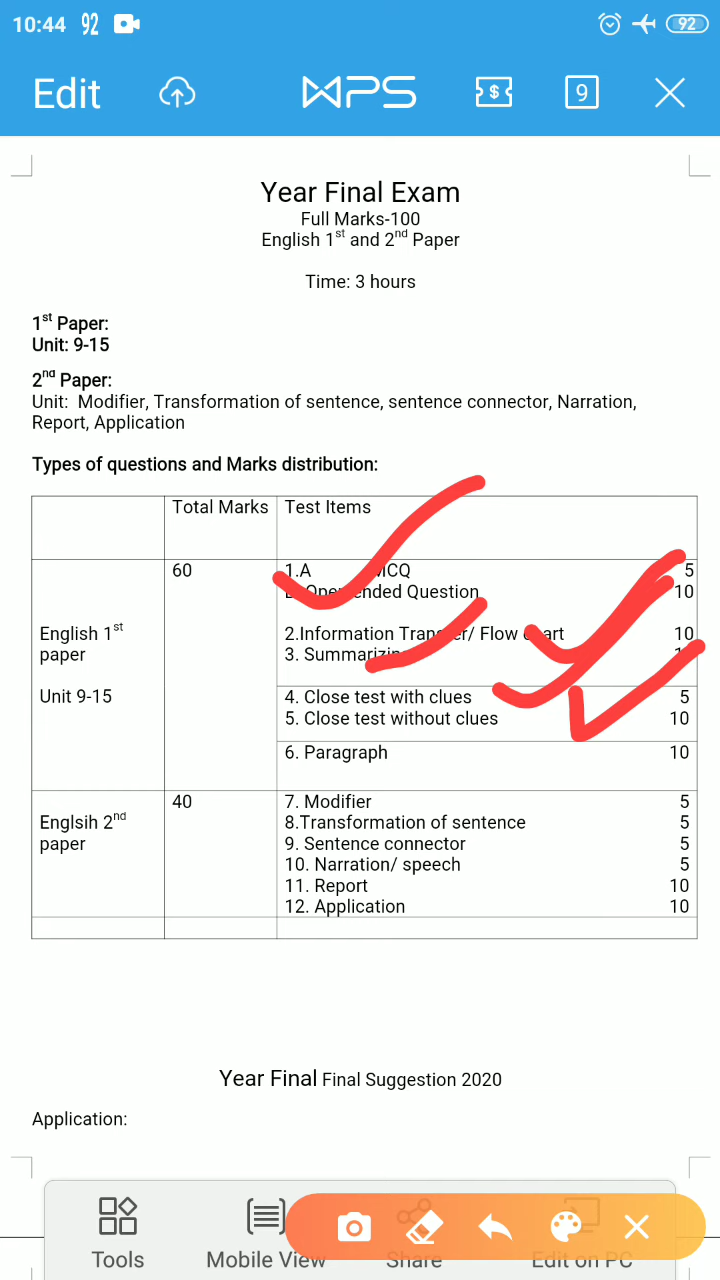 10:44 92 92
Edit WPS $ 9
Year Final Exam
Full Marks-100
English 1st and 2nd Paper
Time: 3 hours
1st Paper:
Unit: 9-15
2nd Paper:
Unit: Modifier, Transformation of sentence, sentence connector, Narration,
Report, Application
Types of questions and Marks distribution:
Total Marks Test Items
60 1.A MCQ 5
Question 10
English 1st 2.Information Transfer/ Flow chart 10
paper 3. Summarizing
Unit 9-15 4. Close test with clues 5
5. Close test without clues 10
6. Paragraph 10
40 7. Modifier 5
Englsih 2nd 8.Transformation of sentence 5
paper 9. Sentence connector 5
10. Narration/ speech 5
11. Report 10
12. Application 10
Year Final Final Suggestion 2020
Application:
Tools Mobile View Share Edit on PC